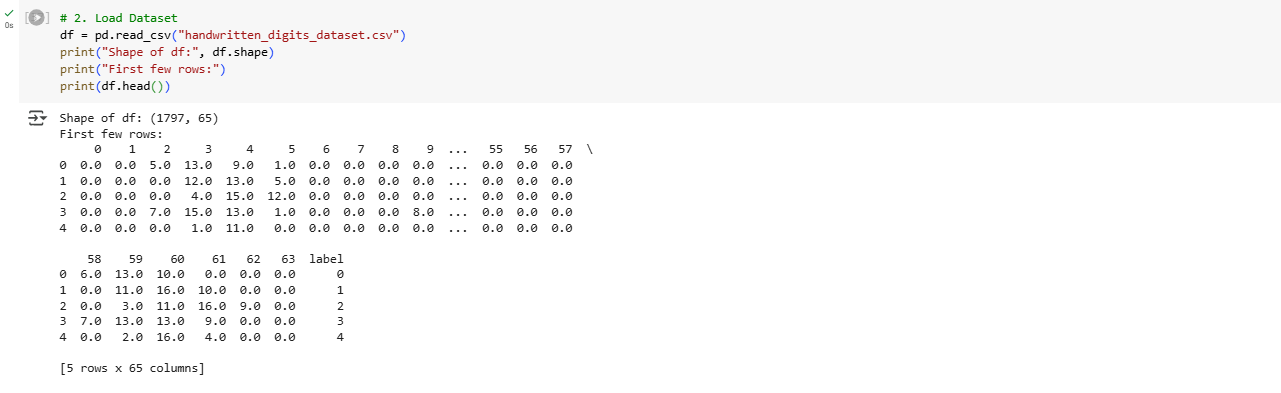 0s
[ ] # 2. Load Dataset
df = pd.read_csv("handwritten_digits_dataset.csv")
print("Shape of df:", df.shape)
print("First few rows:")
print(df.head())
Shape of df: (1797, 65)
First few rows:
     0    1    2     3     4     5    6    7    8    9  ...   55   56   57  \
0  0.0  0.0  5.0  13.0   9.0   1.0  0.0  0.0  0.0  0.0  ...  0.0  0.0  0.0
1  0.0  0.0  0.0  12.0  13.0   5.0  0.0  0.0  0.0  0.0  ...  0.0  0.0  0.0
2  0.0  0.0  0.0   4.0  15.0  12.0  0.0  0.0  0.0  0.0  ...  0.0  0.0  0.0
3  0.0  0.0  7.0  15.0  13.0   1.0  0.0  0.0  0.0  8.0  ...  0.0  0.0  0.0
4  0.0  0.0  0.0   1.0  11.0   0.0  0.0  0.0  0.0  0.0  ...  0.0  0.0  0.0
    58    59    60    61   62   63  label
0  6.0  13.0  10.0   0.0  0.0  0.0      0
1  0.0  11.0  16.0  10.0  0.0  0.0      1
2  0.0   3.0  11.0  16.0  9.0  0.0      2
3  7.0  13.0  13.0   9.0  0.0  0.0      3
4  0.0   2.0  16.0   4.0  0.0  0.0      4
[5 rows x 65 columns]